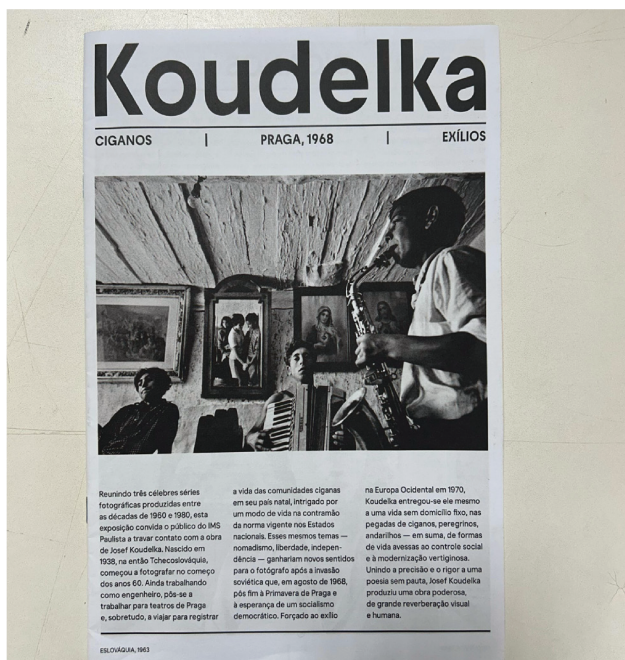 Koudelka
CIGANOS | PRAGA, 1968 | EXÍLIOS
Reunindo três célebres séries
fotográficas produzidas entre
as décadas de 1960 e 1980, esta
exposição convida o público do IMS
Paulista a travar contato com a obra
de Josef Koudelka. Nascido em
1938, na então Tchecoslováquia,
começou a fotografar no começo
dos anos 60. Ainda trabalhando
como engenheiro, pôs-se a
trabalhar para teatros de Praga
e, sobretudo, a viajar para registrar
a vida das comunidades ciganas
em seu país natal, intrigado por
um modo de vida na contramão
da norma vigente nos Estados
nacionais. Esses mesmos temas —
nomadismo, liberdade, indepen-
dência — ganhariam novos sentidos
para o fotógrafo após a invasão
soviética que, em agosto de 1968,
pôs fim à Primavera de Praga e
à esperança de um socialismo
democrático. Forçado ao exílio
na Europa Ocidental em 1970,
Koudelka entregou-se ele mesmo
a uma vida sem domicílio fixo, nas
pegadas de ciganos, peregrinos,
andarilhos — em suma, de formas
de vida avessas ao controle social
e à modernização vertiginosa.
Unindo a precisão e o rigor a uma
poesia sem pauta, Josef Koudelka
produziu uma obra poderosa,
de grande reverberação visual
e humana.
ESLOVÁQUIA, 1963